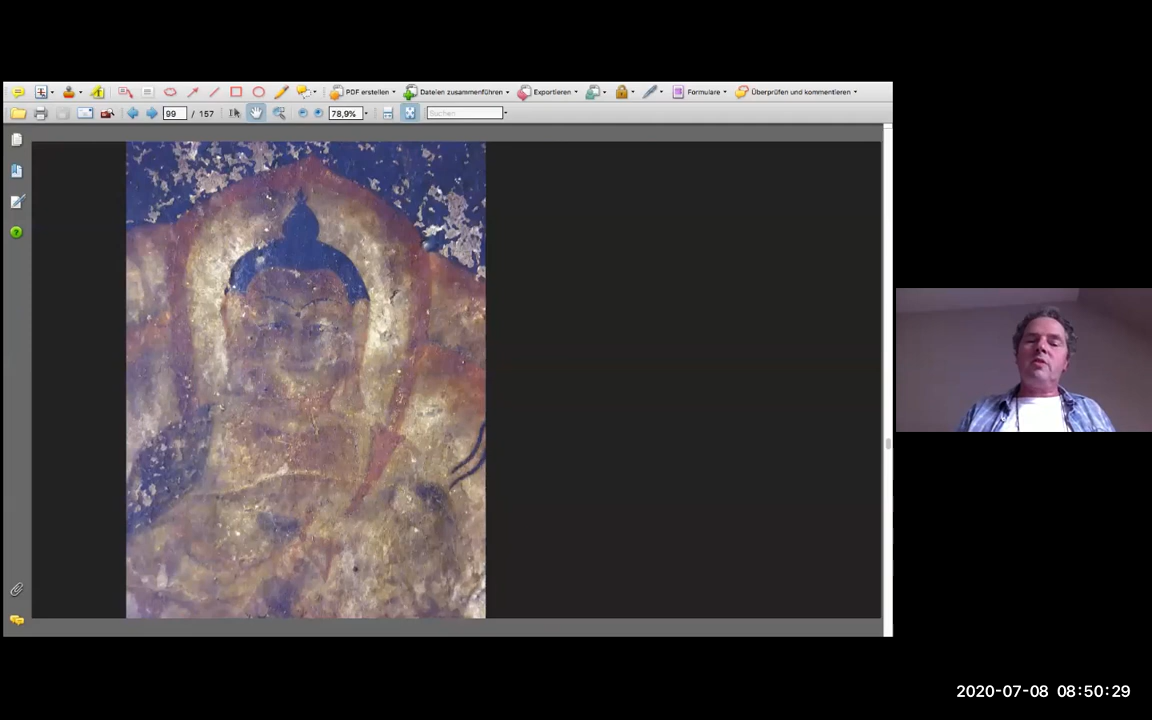 PDF erstellen Dateien zusammenführen Exportieren Formulare Überprüfen und kommentieren
99 / 157 78,9% Suchen
2020-07-08 08:50:29